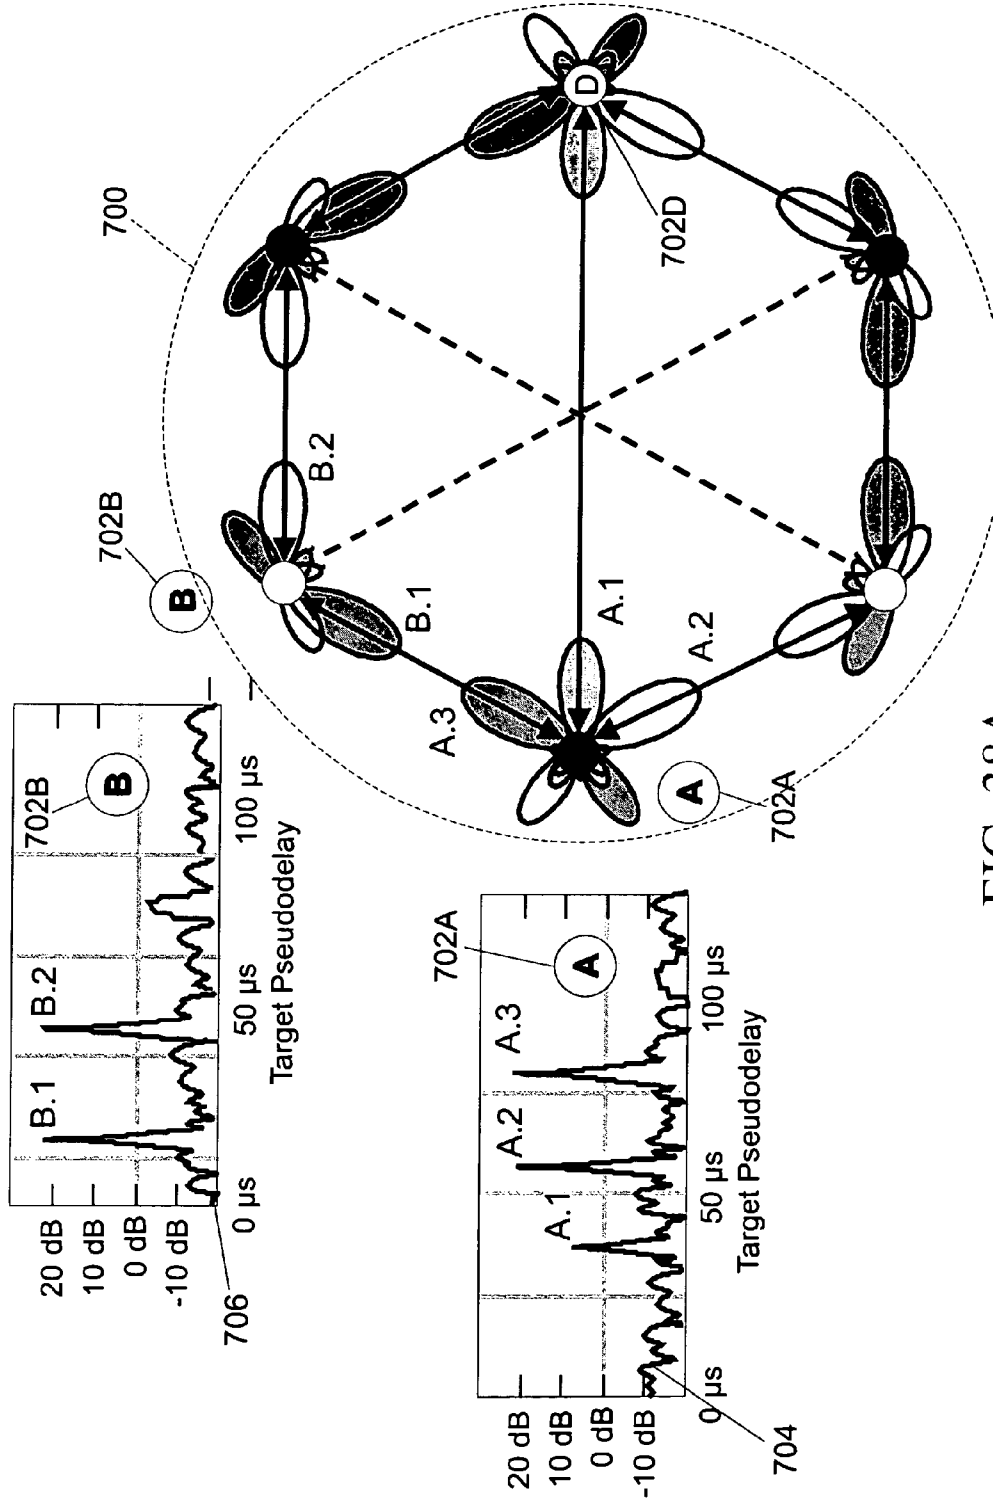 700
702B
B
702B
B
20 dB
10 dB
0 dB
-10 dB
B.1
B.2
0 µs
50 µs
100 µs
Target Pseudodelay
706
702A
A
20 dB
10 dB
0 dB
-10 dB
A.1
A.2
A.3
0 µs
50 µs
100 µs
Target Pseudodelay
704
B.2
B.1
A.3
A.1
A.2
A
702A
D
702D